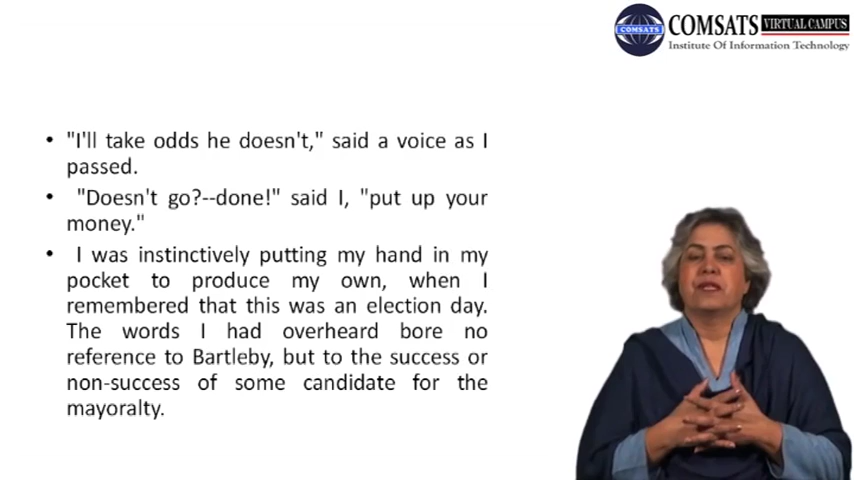 COMSATS VIRTUAL CAMPUS
Institute Of Information Technology
COMSATS
• "I'll take odds he doesn't," said a voice as I
passed.
• "Doesn't go?--done!" said I, "put up your
money."
• I was instinctively putting my hand in my
pocket to produce my own, when I
remembered that this was an election day.
The words I had overheard bore no
reference to Bartleby, but to the success or
non-success of some candidate for the
mayoralty.